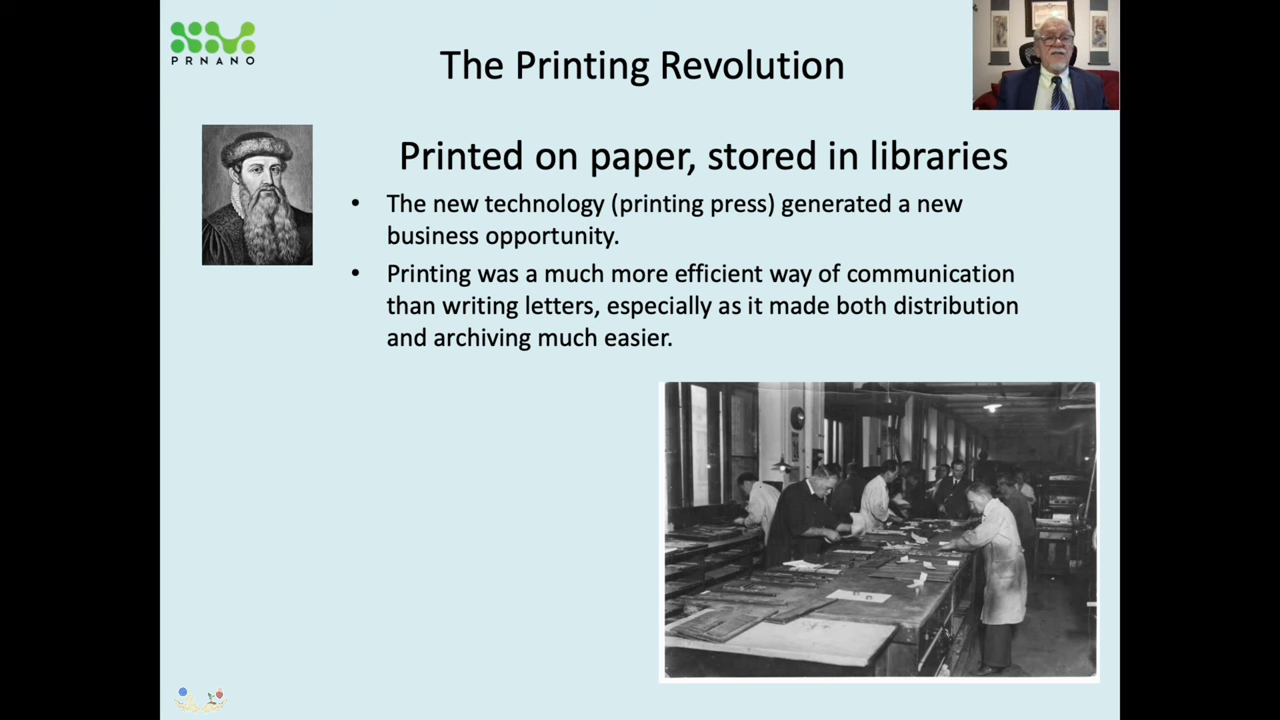 PRNANO
The Printing Revolution
Printed on paper, stored in libraries
• The new technology (printing press) generated a new
business opportunity.
• Printing was a much more efficient way of communication
than writing letters, especially as it made both distribution
and archiving much easier.